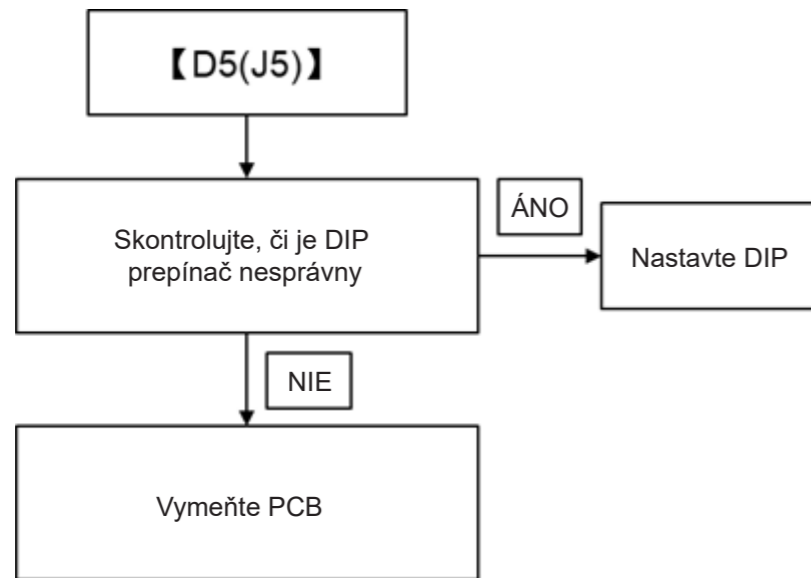 【D5(J5)】
Skontrolujte, či je DIP
prepínač nesprávny
ÁNO
Nastavte DIP
NIE
Vymeňte PCB